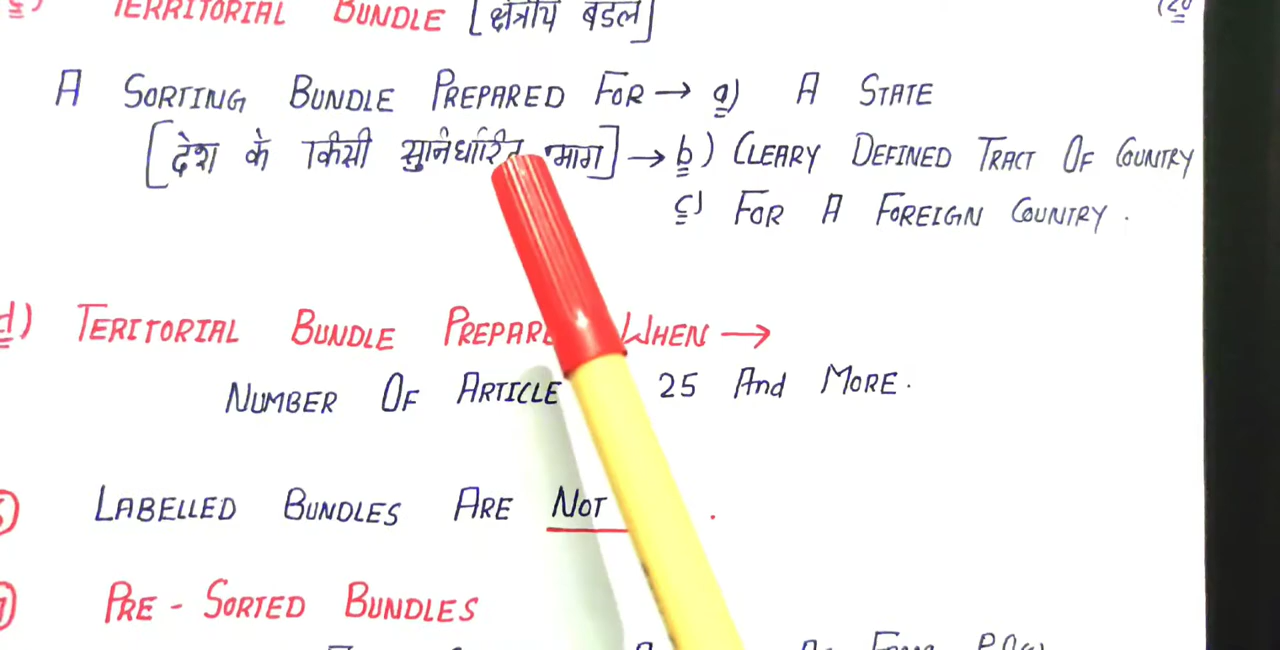 TERRITORIAL BUNDLE [क्षेत्रीय बंडल]
A SORTING BUNDLE PREPARED FOR → a) A STATE
[देश के किसी सुनिर्धारित भाग] → b) CLEARY DEFINED TRACT OF COUNTRY
c) FOR A FOREIGN COUNTRY.
d) TERITORIAL BUNDLE PREPARE WHEN →
NUMBER OF ARTICLE 25 AND MORE.
LABELLED BUNDLES ARE NOT .
PRE - SORTED BUNDLES